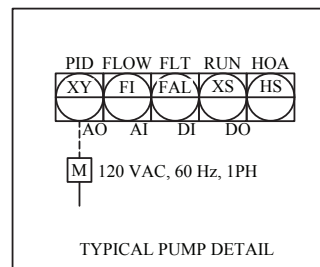 PID FLOW FLT RUN HOA
XY FI FAL XS HS
AO AI DI DO
M 120 VAC, 60 Hz, 1PH
TYPICAL PUMP DETAIL